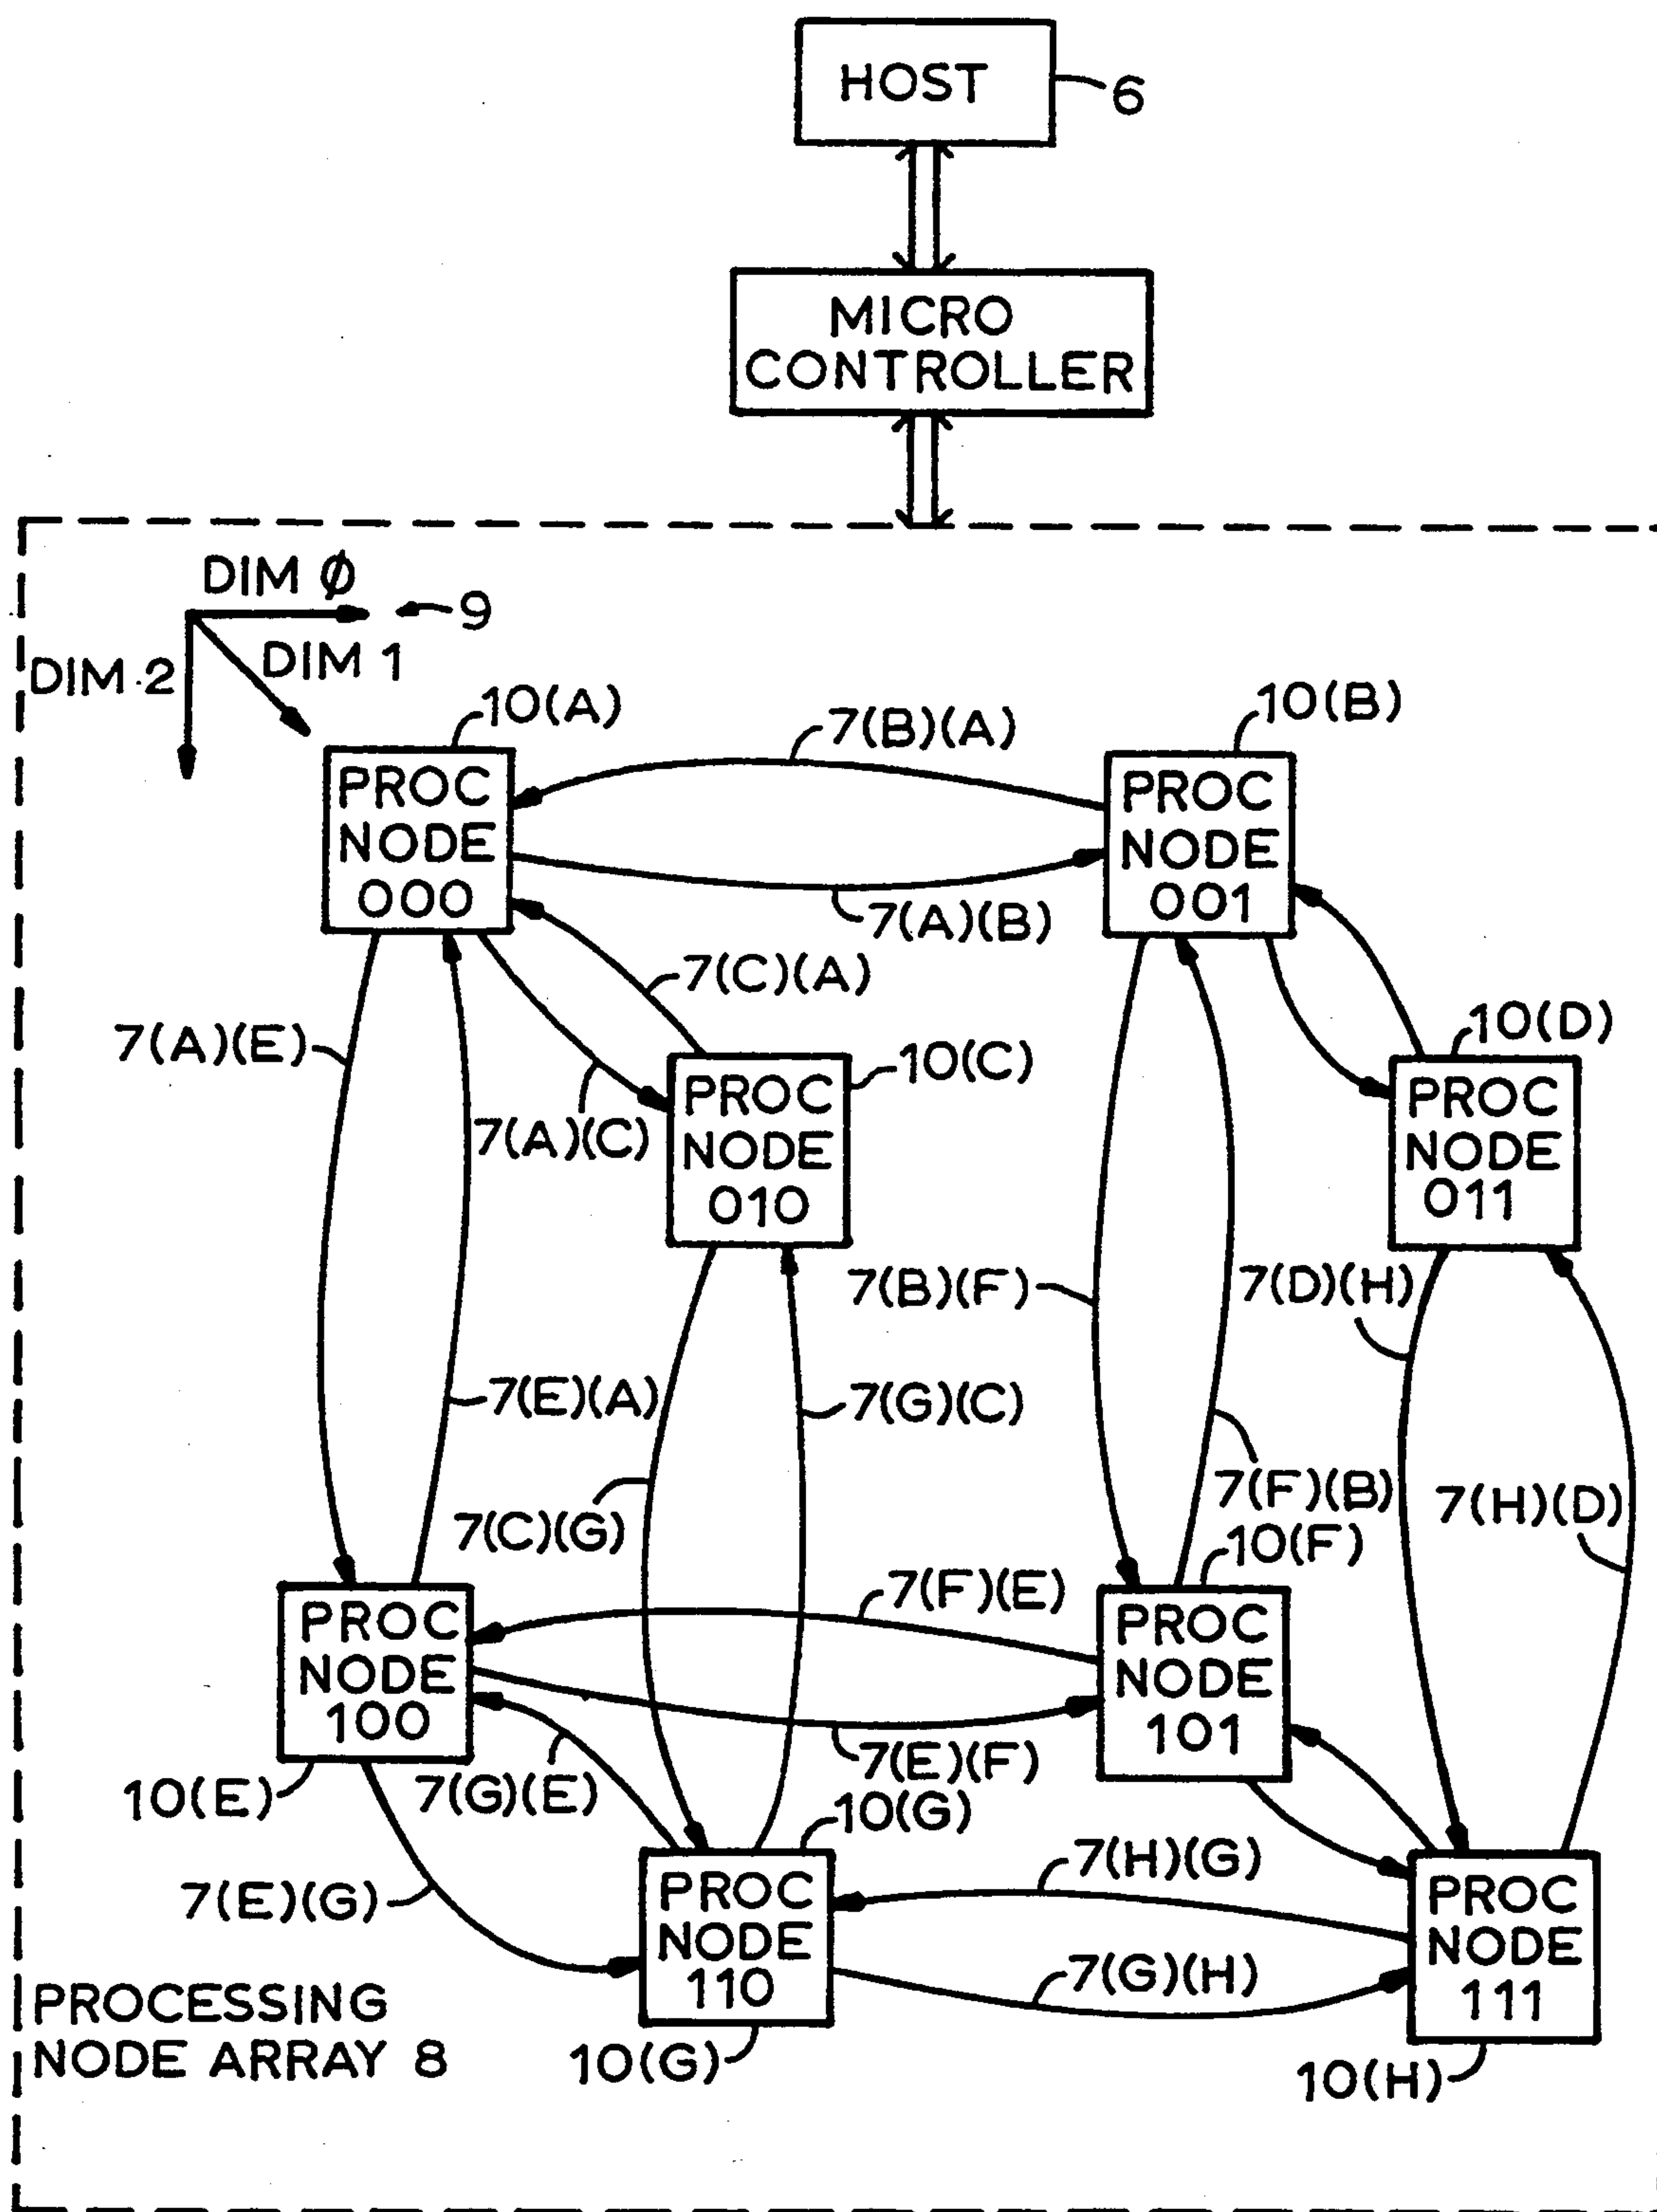 HOST
6
MICRO
CONTROLLER
DIM Ø
9
DIM 1
DIM 2
10(A)
7(B)(A)
10(B)
PROC
NODE
000
PROC
NODE
001
7(A)(B)
7(C)(A)
7(A)(E)
10(D)
10(C)
PROC
NODE
010
7(A)(C)
PROC
NODE
011
7(B)(F)
7(D)(H)
7(E)(A)
7(G)(C)
7(F)(B)
7(H)(D)
7(C)(G)
10(F)
7(F)(E)
PROC
NODE
100
PROC
NODE
101
7(E)(F)
10(E)
7(G)(E)
10(G)
7(H)(G)
7(E)(G)
PROC
NODE
110
PROC
NODE
111
7(G)(H)
PROCESSING
NODE ARRAY 8
10(G)
10(H)